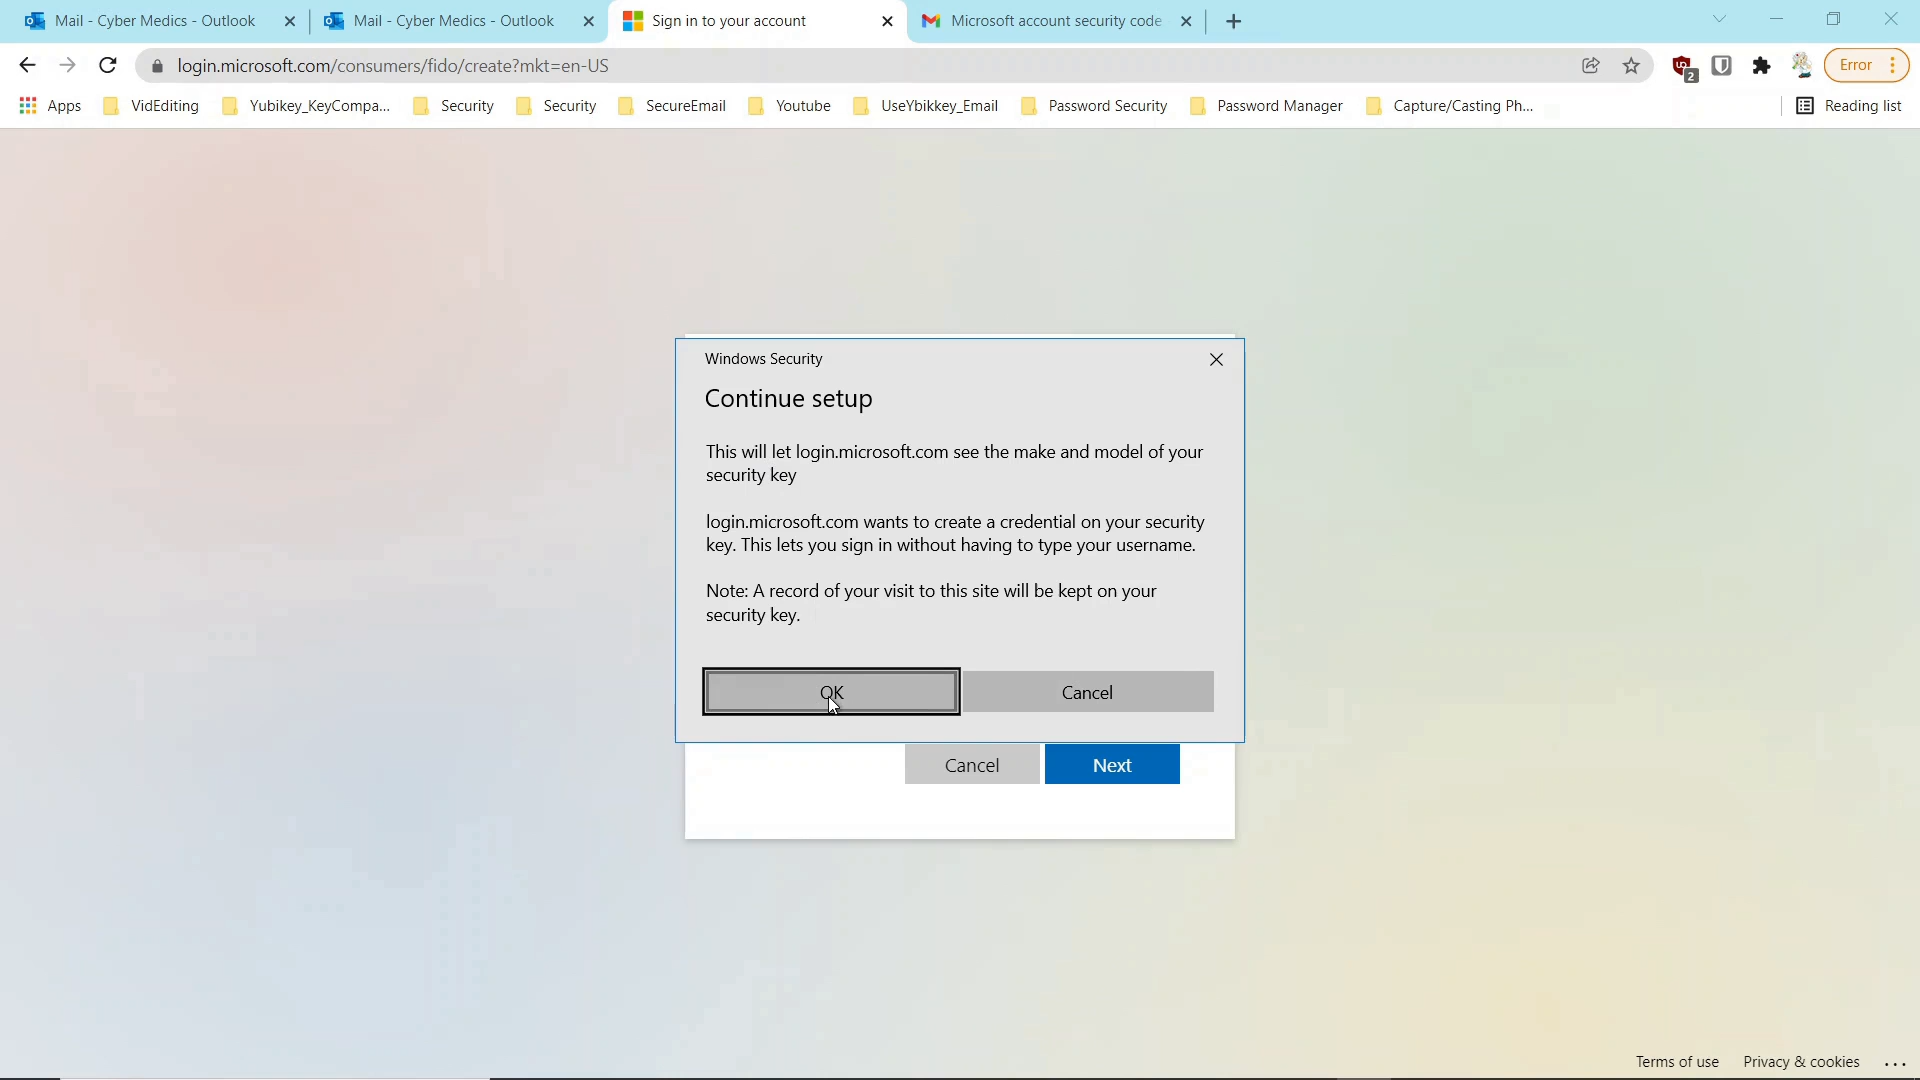 Mail - Cyber Medics - Outlook
Mail - Cyber Medics - Outlook
Sign in to your account
Microsoft account security code
login.microsoft.com/consumers/fido/create?mkt=en-US
2
Error
Apps
VidEditing
Yubikey_KeyCompa...
Security
Security
SecureEmail
Youtube
UseYbikkey_Email
Password Security
Password Manager
Capture/Casting Ph...
Reading list
Windows Security
Continue setup
This will let login.microsoft.com see the make and model of your
security key
login.microsoft.com wants to create a credential on your security
key. This lets you sign in without having to type your username.
Note: A record of your visit to this site will be kept on your
security key.
OK
Cancel
Cancel
Next
Terms of use
Privacy & cookies
...